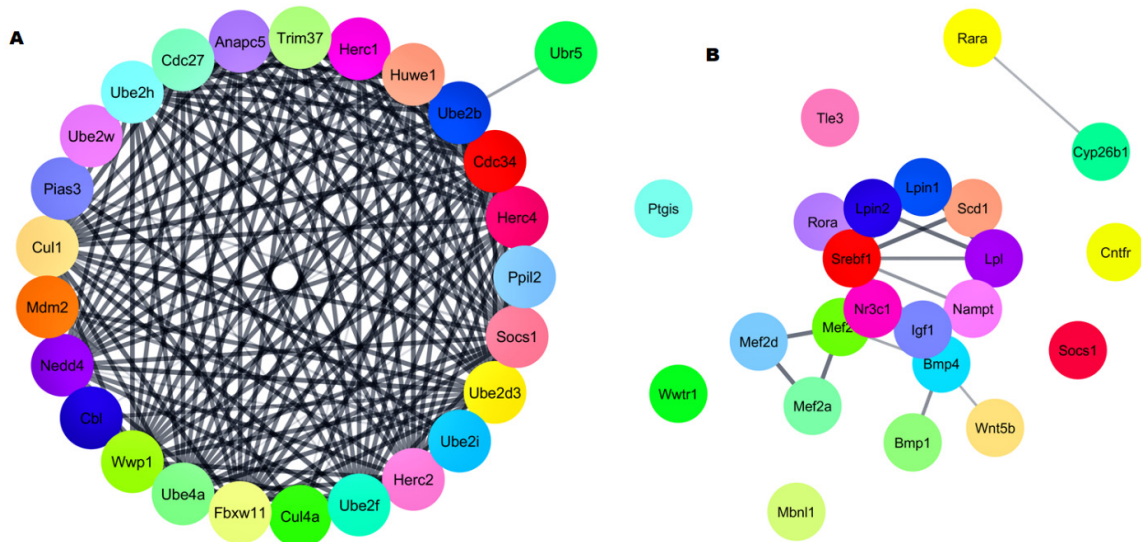 A
Anapc5
Trim37
Herc1
Cdc27
Huwe1
Ubr5
Ube2h
Ube2b
Ube2w
Cdc34
Pias3
Herc4
Cul1
Ppil2
Mdm2
Socs1
Nedd4
Ube2d3
Cbl
Ube2i
Wwp1
Herc2
Ube4a
Ube2f
Fbxw11
Cul4a
B
Rara
Tle3
Cyp26b1
Lpin1
Ptgis
Lpin2
Scd1
Rora
Srebf1
Lpl
Cntfr
Nr3c1
Nampt
Igf1
Mef2d
Bmp4
Socs1
Wwtr1
Mef2a
Wnt5b
Bmp1
Mbnl1